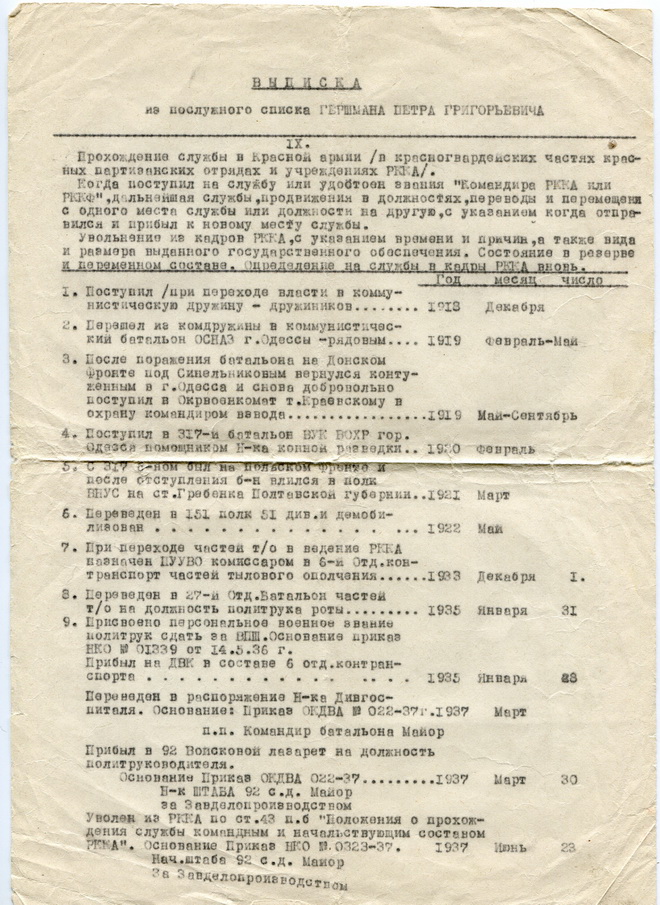 ВЫПИСКА
из послужного списка ГЕРШМАНА ПЕТРА ГРИГОРЬЕВИЧА
IX.
Прохождение службы в Красной армии /в красногвардейских частях крас-
ных партизанских отрядах и учреждениях РККА/.
Когда поступил на службу или удостоен звания "Командира РККА или
РККФ",дальнейшая службы,продвижения в должностях,переводы и перемещени
с одного места службы или должности на другую,с указанием когда отпра-
вился и прибыл к новому месту службы.
Увольнение из кадров РККА,с указанием времени и причин,а также вида
и размера выданного государственного обеспечения. Состояние в резерве
и переменном составе. Определение на службы в кадры РККА вновь.
Год месяц число
1. Поступил /при переходе власти в комму-
нистическую дружину - дружинников........ 1918 Декабря
2. Перешел из комдружины в коммунистичес-
кий батальон ОСНАЗ г.Одессы -рядовым.... 1919 Февраль-Май
3. После поражения батальона на Донском
Фронте под Синельниковым вернулся конту-
женным в г.Одесса и снова добровольно
поступил в Окрвоенкомат т.Краевскому в
охрану командиром взвода................ 1919 Май-Сентябрь
4. Поступил в 317-й батальон ВУК ВОХР гор.
Одесса помощником Н-ка конной разведки.. 1920 Февраль
5. С 317 б-ном был на польском фронте и
после отступления б-н влился в полк
ВНУС на ст.Гребенка Полтавской губернии..1921 Март
6. Переведен в 151 полк 51 див.и демоби-
лизован . . . . . . . . . . . . . . . 1922 Май
7. При переходе частей т/о в ведение РККА
назначен ПУУВО комиссаром в 6-й Отд.кон-
транспорт частей тылового ополчения......1933 Декабря 1.
8. Переведен в 27-й Отд.Батальон частей
т/о на должность политрука роты......... 1935 Января 31
9. Присвоено персональное военное звание
политрук сдать за ВПШ.Основание приказ
НКО № 01339 от 14.5.36 г.
Прибыл на ДВК в составе 6 отд.контран-
спорта . . . . . . . . . . . . . . . 1935 Января 28
Переведен в распоряжение Н-ка Дивгос-
питаля. Основание: Приказ ОКДВА № 022-37г.1937 Март
п.п. Командир батальона Майор
Прибыл в 92 Войсковой лазарет на должность
политруководителя.
Основание Приказ ОКДВА 022-37.........1937 Март 30
Н-к ШТАБА 92 с.д. Майор
за Завделопроизводством
Уволен из РККА по ст.43 п.б "Положения о прохож-
дения службы командным и начальствующим составом
РККА". Основание Приказ НКО №.0323-37. 1937 Июнь 23
Нач.штаба 92 с.д. Майор
За Завделопроизводством